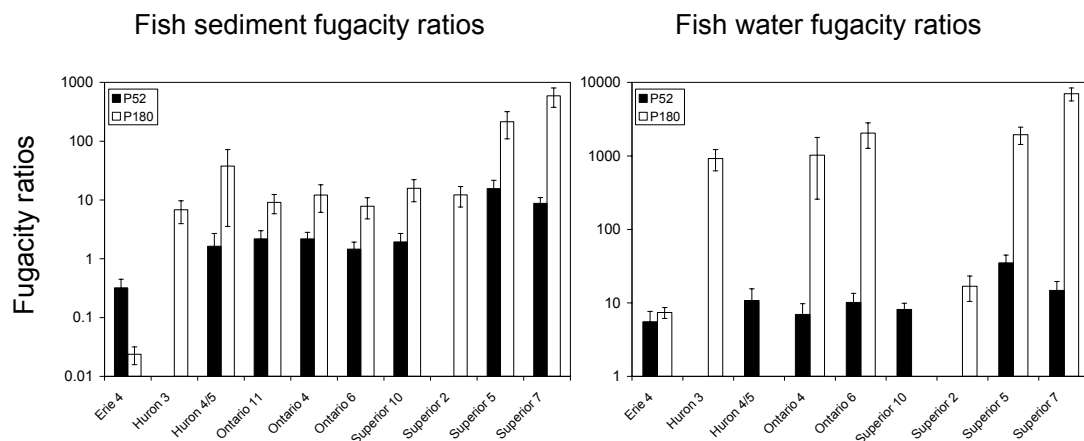 Fish sediment fugacity ratios
Fish water fugacity ratios
Fugacity ratios
1000
100
10
1
0.1
0.01
P52
P180
Erie 4
Huron 3
Huron 4/5
Ontario 11
Ontario 4
Ontario 6
Superior 10
Superior 2
Superior 5
Superior 7
10000
1000
100
10
1
P52
P180
Erie 4
Huron 3
Huron 4/5
Ontario 4
Ontario 6
Superior 10
Superior 2
Superior 5
Superior 7